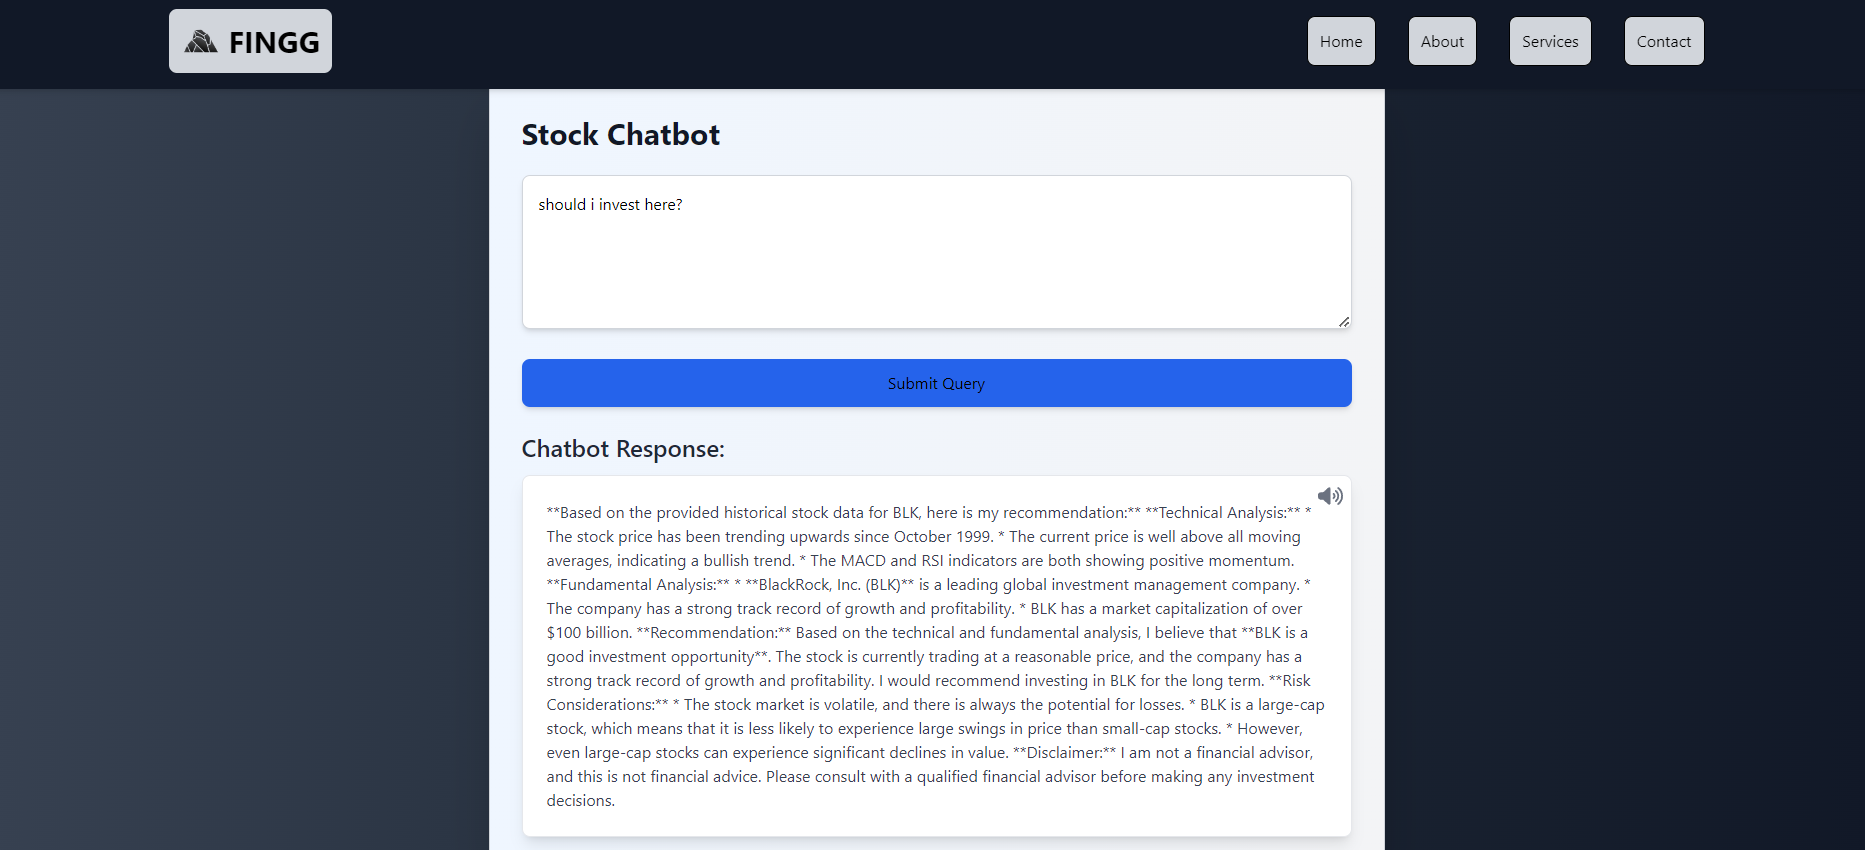 FINGG
Home
About
Services
Contact
Stock Chatbot
should i invest here?
Submit Query
Chatbot Response:
**Based on the provided historical stock data for BLK, here is my recommendation:** **Technical Analysis:** *
The stock price has been trending upwards since October 1999. * The current price is well above all moving
averages, indicating a bullish trend. * The MACD and RSI indicators are both showing positive momentum.
**Fundamental Analysis:** * **BlackRock, Inc. (BLK)** is a leading global investment management company. *
The company has a strong track record of growth and profitability. * BLK has a market capitalization of over
$100 billion. **Recommendation:** Based on the technical and fundamental analysis, I believe that **BLK is a
good investment opportunity**. The stock is currently trading at a reasonable price, and the company has a
strong track record of growth and profitability. I would recommend investing in BLK for the long term. **Risk
Considerations:** * The stock market is volatile, and there is always the potential for losses. * BLK is a large-cap
stock, which means that it is less likely to experience large swings in price than small-cap stocks. * However,
even large-cap stocks can experience significant declines in value. **Disclaimer:** I am not a financial advisor,
and this is not financial advice. Please consult with a qualified financial advisor before making any investment
decisions.